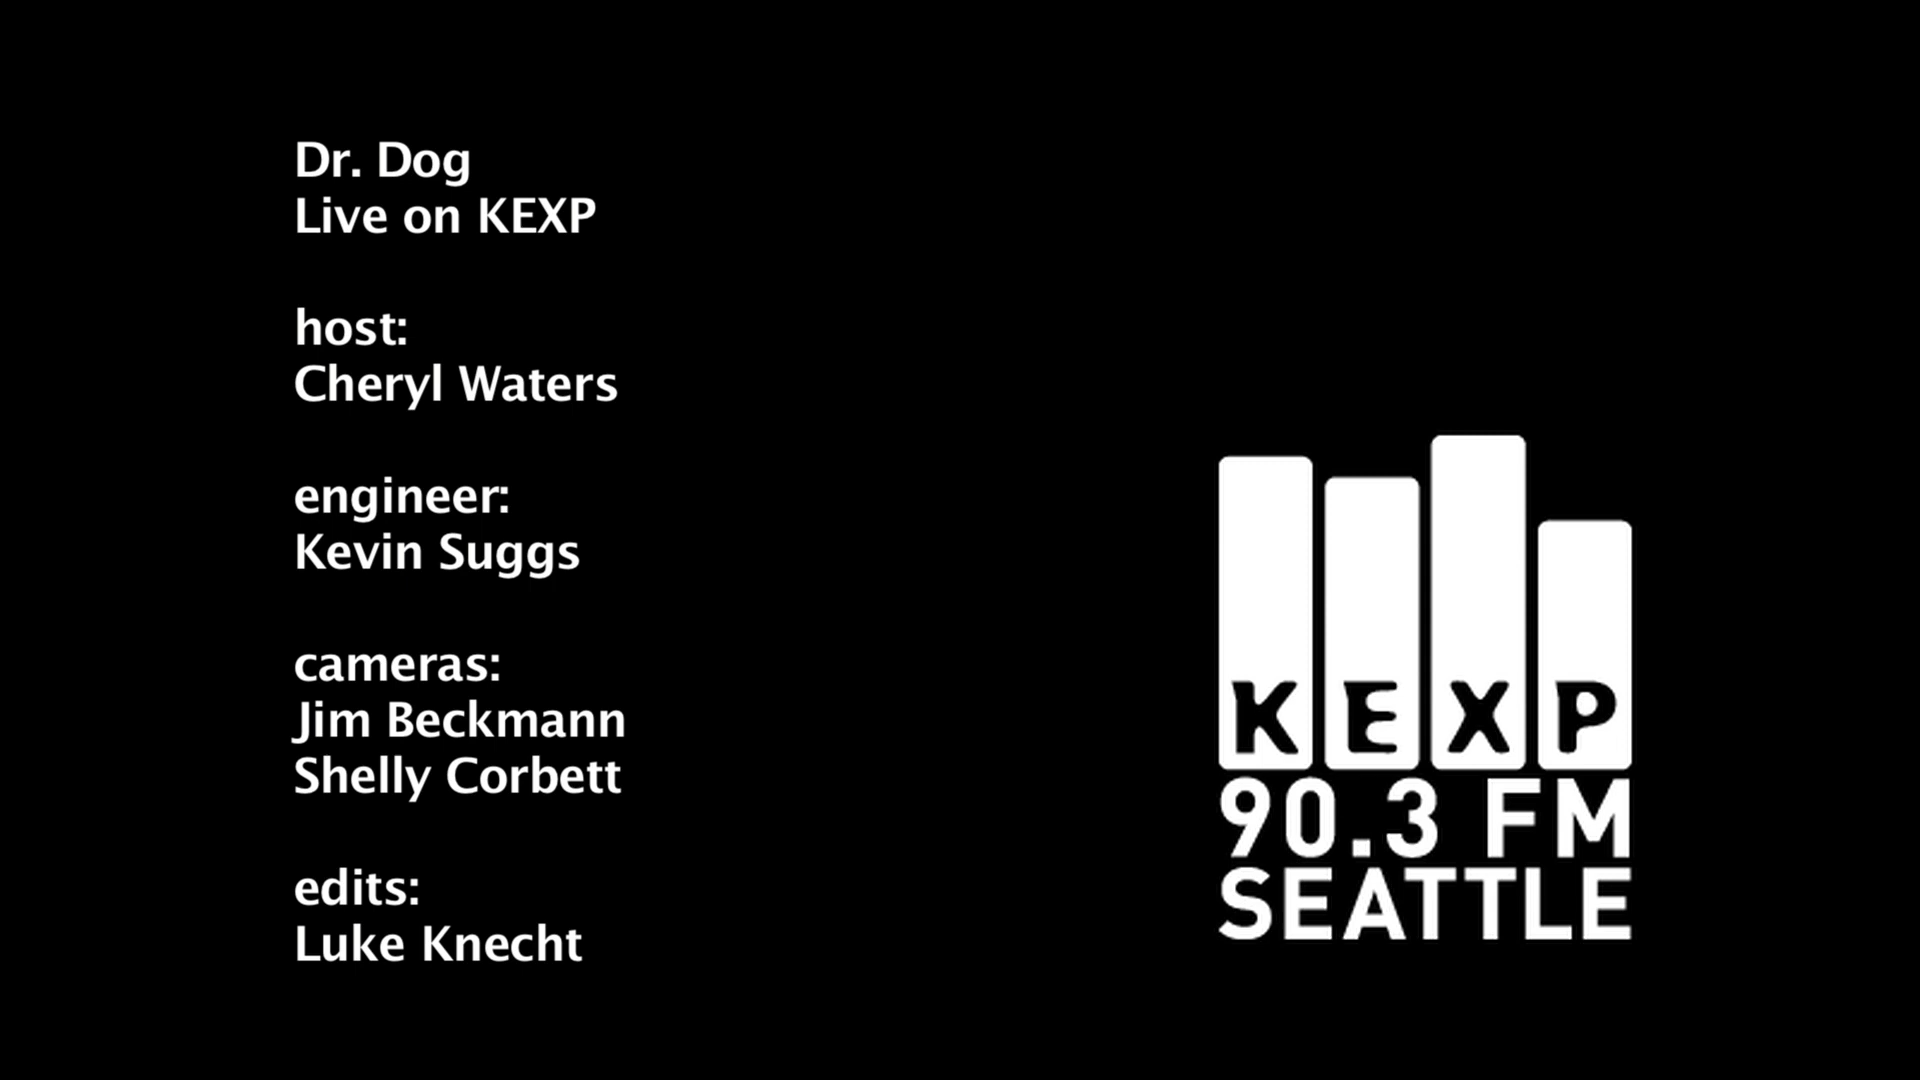 Dr. Dog
Live on KEXP
host:
Cheryl Waters
engineer:
Kevin Suggs
cameras:
Jim Beckmann
Shelly Corbett
edits:
Luke Knecht
KEXP
90.3 FM
SEATTLE